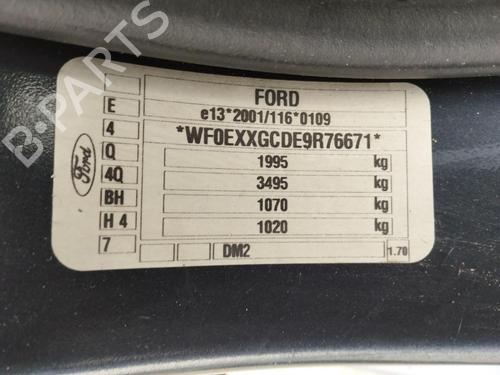 FORD
E
e13*2001/116*0109
4
*WF0EXXGCDE9R76671*
Q
1995 kg
4Q
3495 kg
BH
1070 kg
H 4
1020 kg
7
DM2
1.70
Ford
B-PARTS